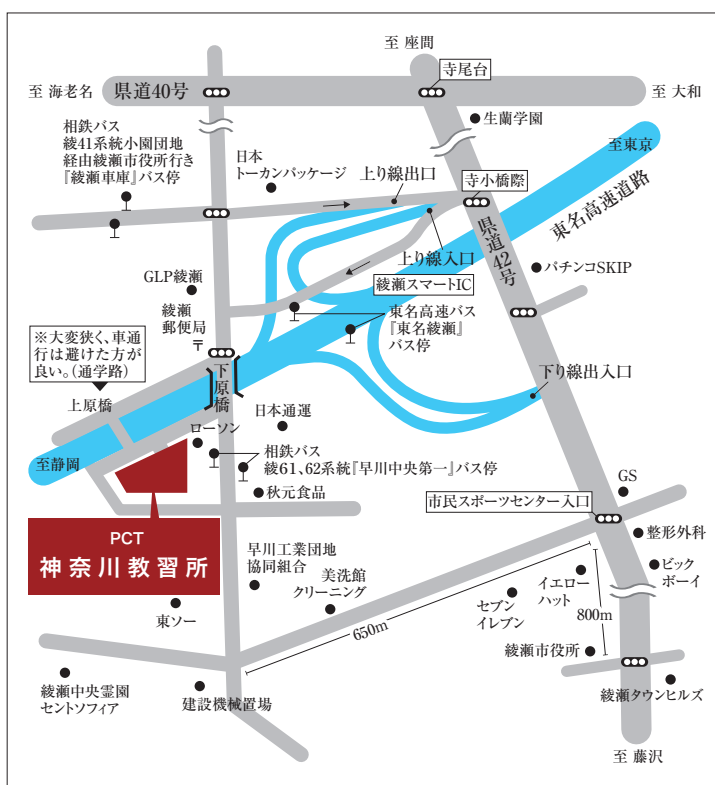 至 座間
寺尾台
至 海老名
県道40号
至 大和
生蘭学園
相鉄バス
綾41系統小園団地
経由綾瀬市役所行き
『綾瀬車庫』バス停
日本
トーカンパッケージ
上り線出口
至東京
寺小橋際
東名高速道路
県道42号
上り線入口
パチンコSKIP
綾瀬スマートIC
GLP綾瀬
綾瀬
郵便局
〒
東名高速バス
『東名綾瀬』
バス停
※大変狭く、車通
行は避けた方が
良い。(通学路)
下原橋
下り線出入口
上原橋
日本通運
ローソン
至静岡
相鉄バス
綾61、62系統『早川中央第一』バス停
秋元食品
GS
市民スポーツセンター入口
PCT
神奈川教習所
整形外科
早川工業団地
協同組合
美洗館
クリーニング
ビック
ボーイ
イエロー
ハット
セブン
イレブン
800m
東ソー
650m
綾瀬市役所
綾瀬中央霊園
セントソフィア
建設機械置場
綾瀬タウンヒルズ
至 藤沢